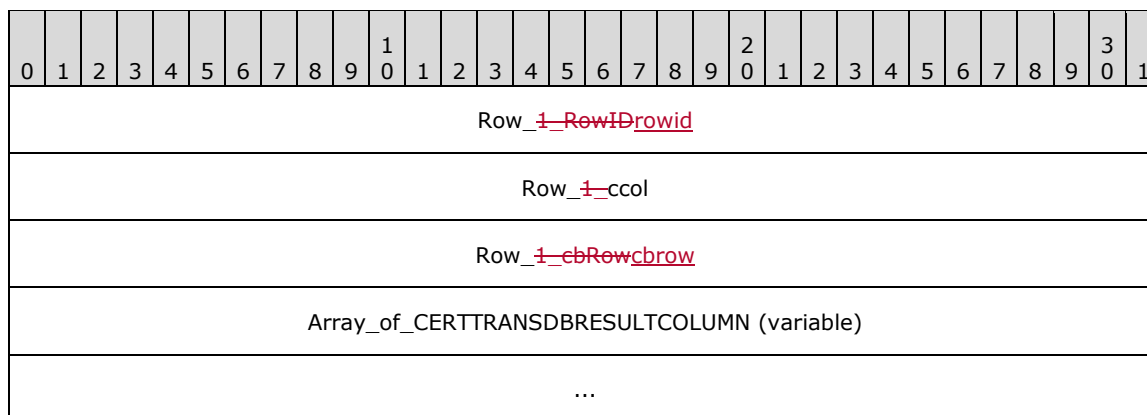 1 2 3
0 1 2 3 4 5 6 7 8 9 0 1 2 3 4 5 6 7 8 9 0 1 2 3 4 5 6 7 8 9 0 1
Row_1_RowIDrowid
Row_1_ccol
Row_1_cbRowcbrow
Array_of_CERTTRANSDBRESULTCOLUMN (variable)
...